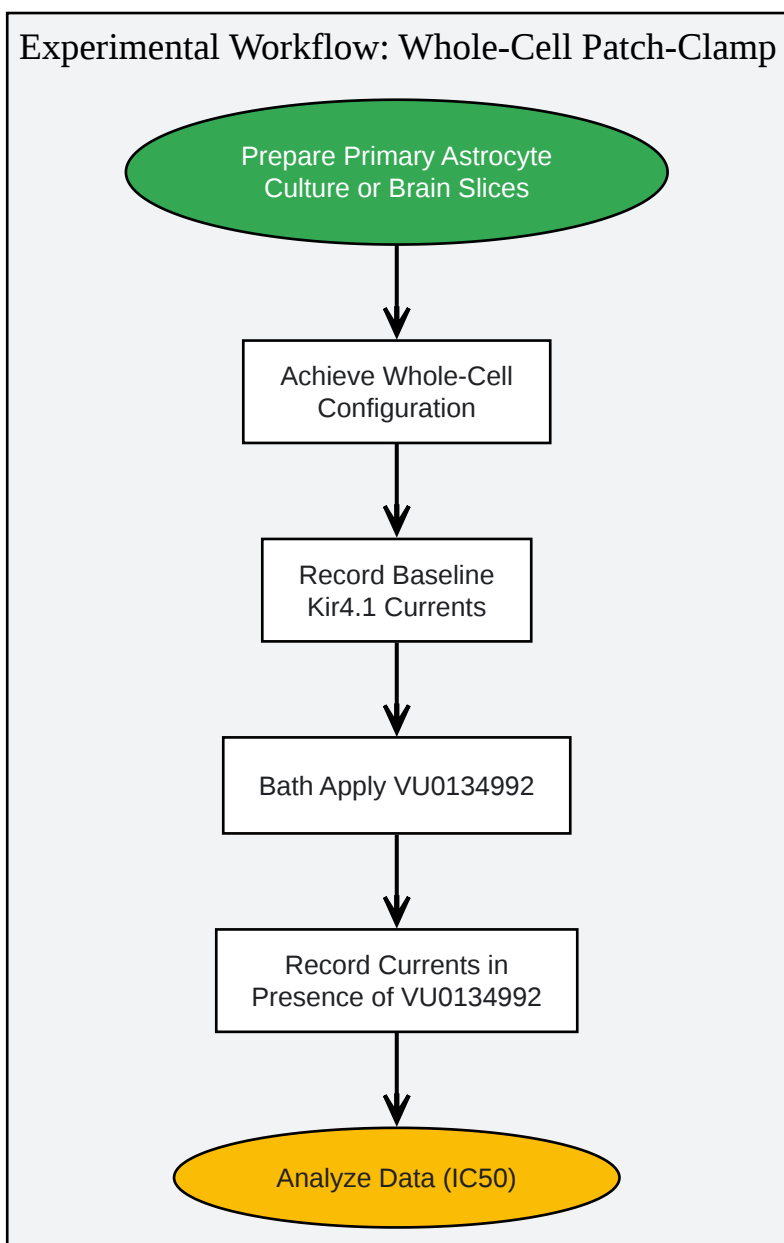 Experimental Workflow: Whole-Cell Patch-Clamp
Prepare Primary Astrocyte
Culture or Brain Slices
Achieve Whole-Cell
Configuration
Record Baseline
Kir4.1 Currents
Bath Apply VU0134992
Record Currents in
Presence of VU0134992
Analyze Data (IC50)